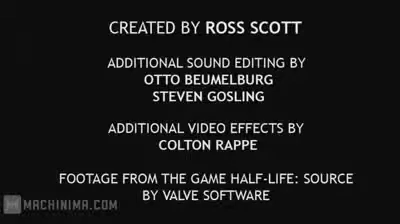 CREATED BY ROSS SCOTT
ADDITIONAL SOUND EDITING BY
OTTO BEUMELBURG
STEVEN GOSLING
ADDITIONAL VIDEO EFFECTS BY
COLTON RAPPE
FOOTAGE FROM THE GAME HALF-LIFE: SOURCE
BY VALVE SOFTWARE
MACHINIMA.COM